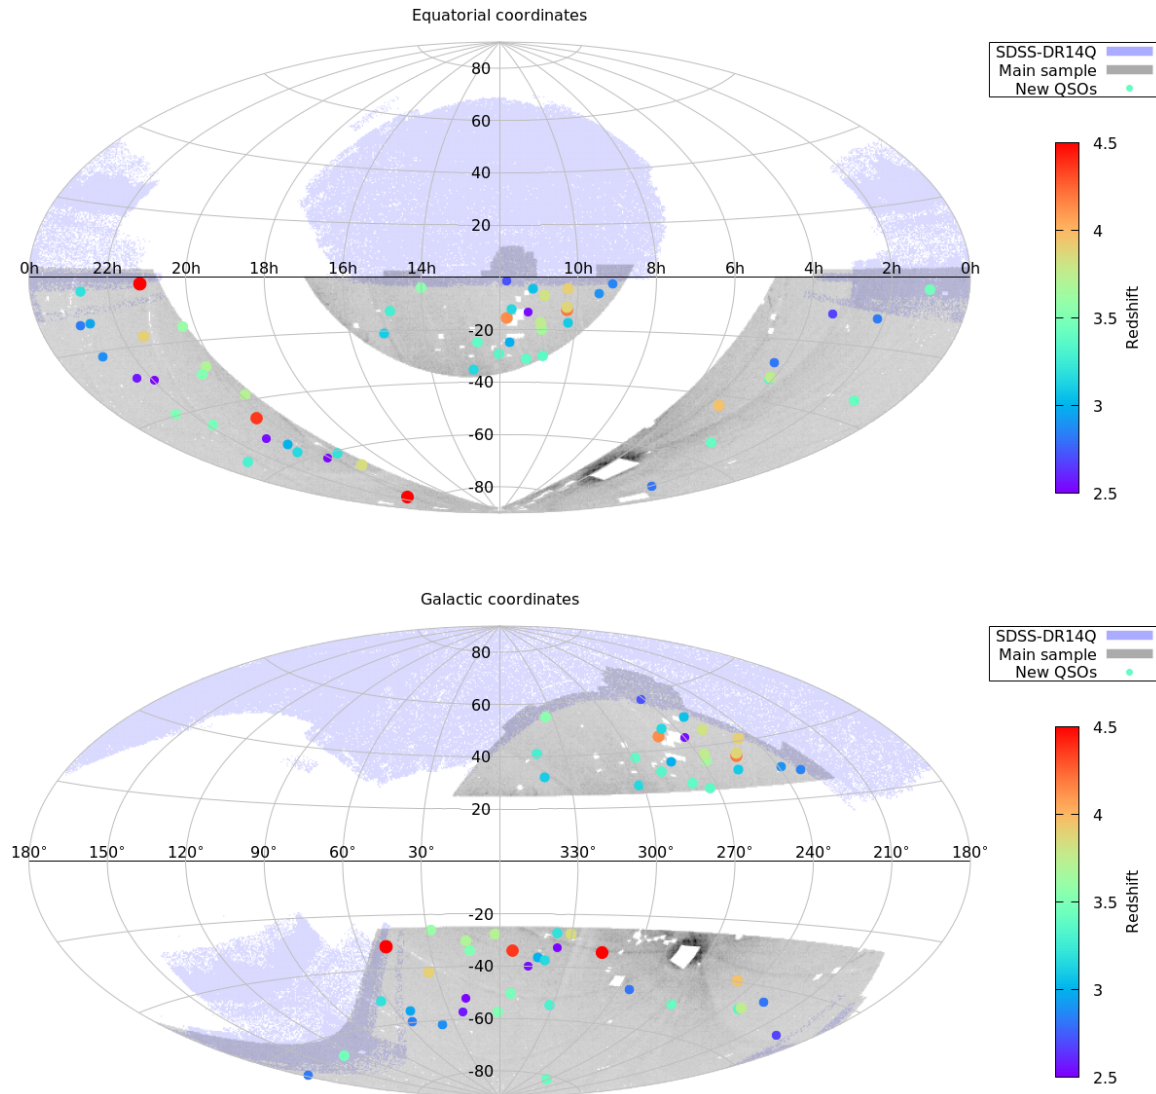 Equatorial coordinates
SDSS-DR14Q
Main sample
New QSOs
80
60
40
20
0h 22h 20h 18h 16h 14h 10h 8h 6h 4h 2h 0h
-20
-40
-60
-80
4.5
4
3.5
3
2.5
Redshift
Galactic coordinates
SDSS-DR14Q
Main sample
New QSOs
80
60
40
20
180° 150° 120° 90° 60° 30° 330° 300° 270° 240° 210° 180°
-20
-40
-60
-80
4.5
4
3.5
3
2.5
Redshift